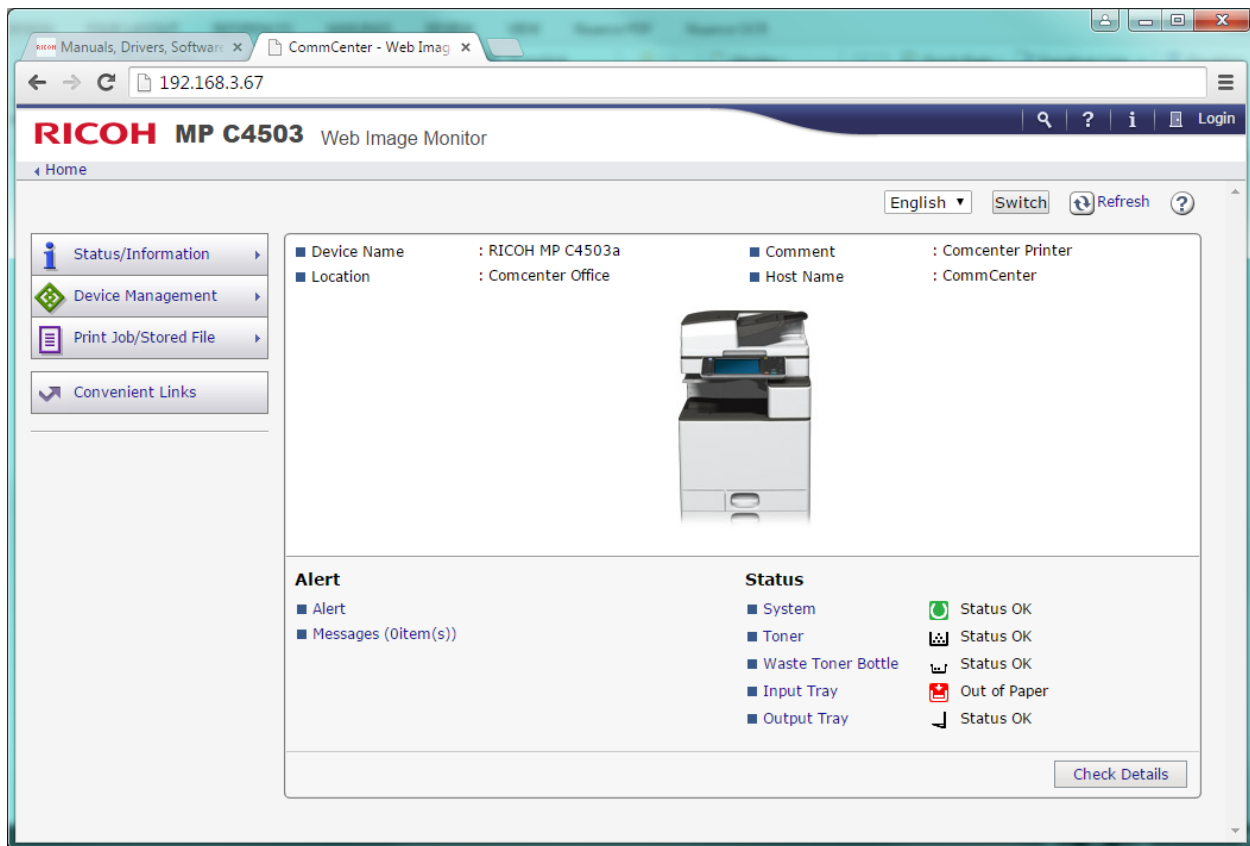 RICOH Manuals, Drivers, Software
CommCenter - Web Imag
192.168.3.67
RICOH MP C4503 Web Image Monitor
? i Login
Home
English Switch Refresh ?
Status/Information
Device Management
Print Job/Stored File
Convenient Links
Device Name : RICOH MP C4503a Comment : Comcenter Printer
Location : Comcenter Office Host Name : CommCenter
Alert
Alert
Messages (0item(s))
Status
System Status OK
Toner Status OK
Waste Toner Bottle Status OK
Input Tray Out of Paper
Output Tray Status OK
Check Details